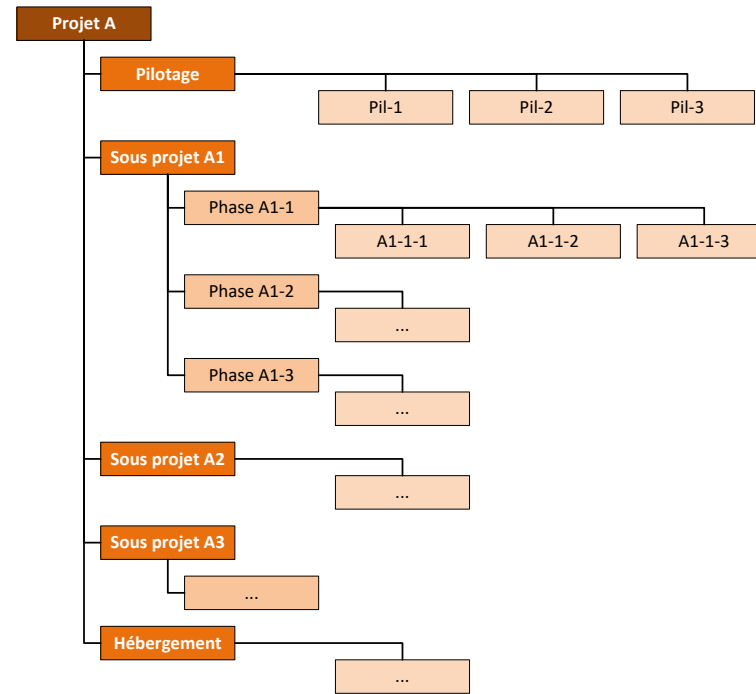 Projet A
Pilotage
Pil-1
Pil-2
Pil-3
Sous projet A1
Phase A1-1
A1-1-1
A1-1-2
A1-1-3
Phase A1-2
...
Phase A1-3
...
Sous projet A2
...
Sous projet A3
...
Hébergement
...